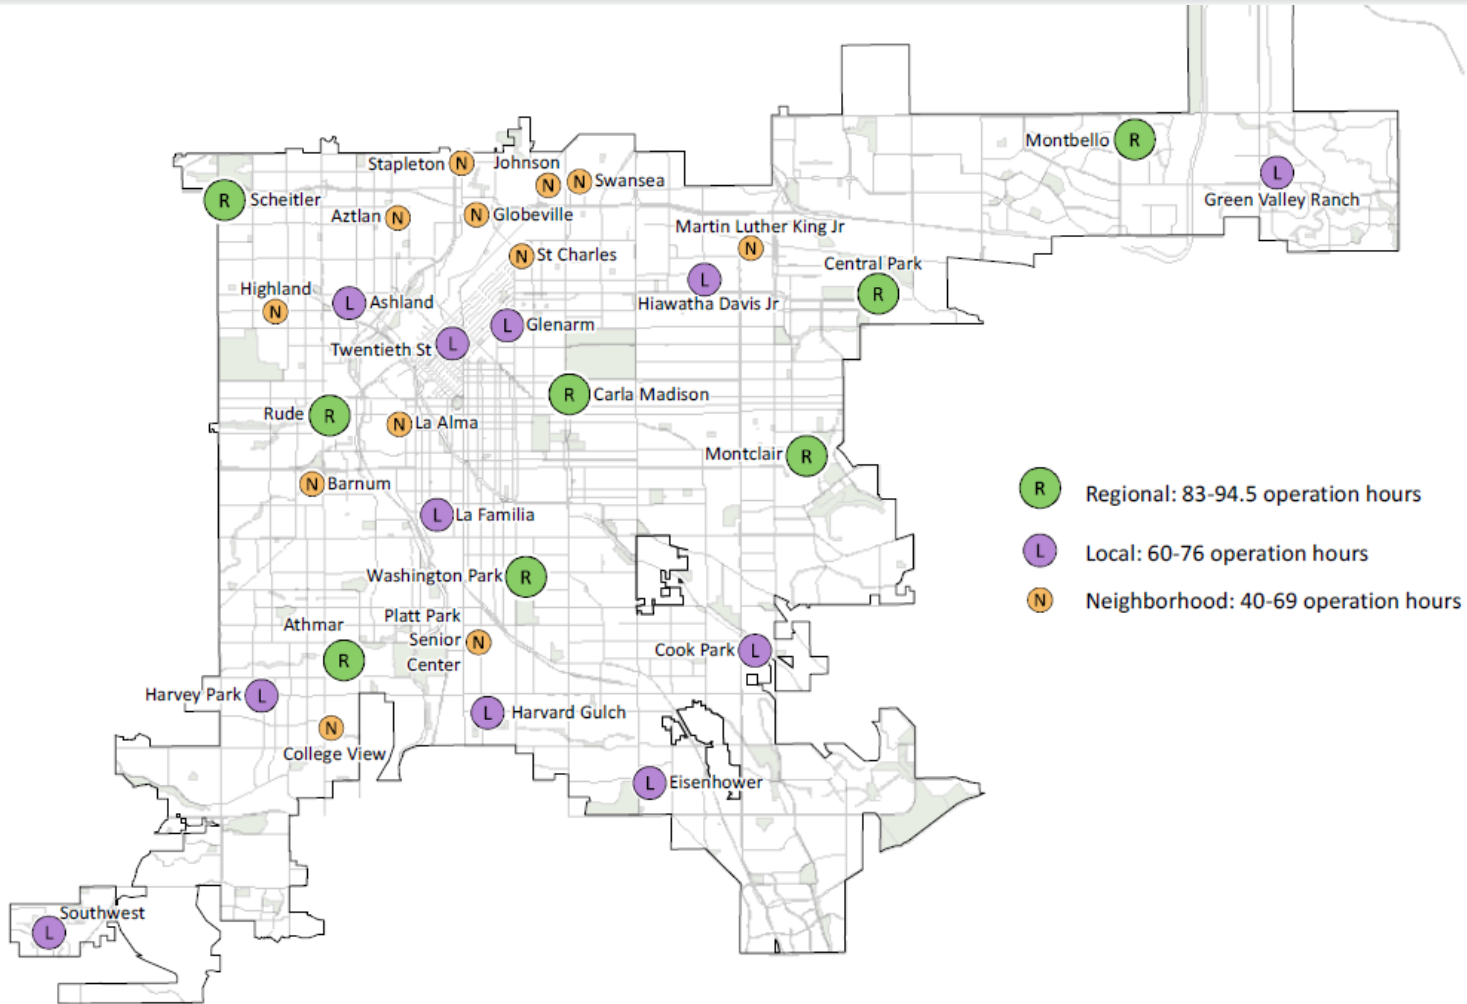 Montbello R
L
Green Valley Ranch
Stapleton N
Johnson
N
N Swansea
R Scheitler
Aztlan N
N Globeville
Martin Luther King Jr
N
N St Charles
Central Park
R
L
Hiawatha Davis Jr
Highland
N
L Ashland
L Glenarm
Twentieth St L
R Carla Madison
Rude R
N La Alma
Montclair R
N Barnum
L La Familia
R Regional: 83-94.5 operation hours
L Local: 60-76 operation hours
N Neighborhood: 40-69 operation hours
Washington Park R
Platt Park
Senior N
Center
Athmar
R
Cook Park L
Harvey Park L
L Harvard Gulch
N
College View
L Eisenhower
Southwest
L